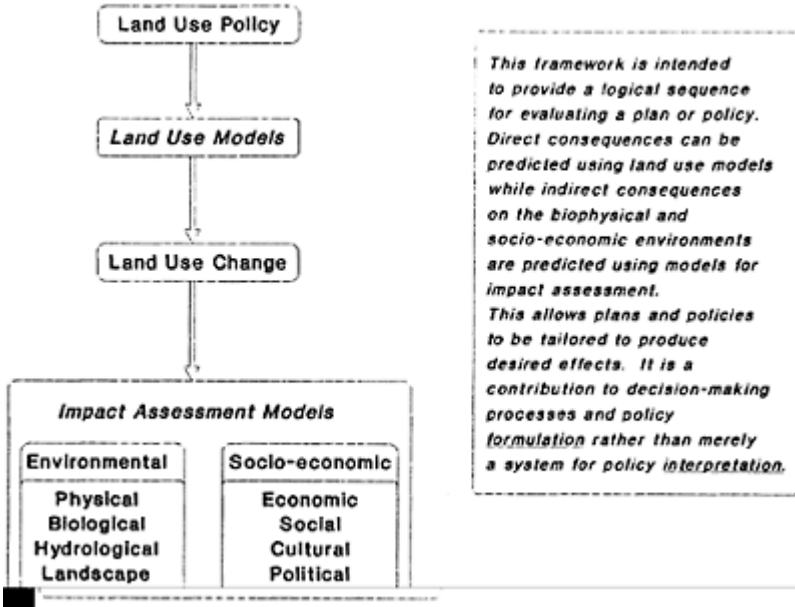 Land Use Policy
Land Use Models
Land Use Change
Impact Assessment Models
Environmental
Physical
Biological
Hydrological
Landscape
Socio-economic
Economic
Social
Cultural
Political
This framework is intended
to provide a logical sequence
for evaluating a plan or policy.
Direct consequences can be
predicted using land use models
while indirect consequences
on the biophysical and
socio-economic environments
are predicted using models for
impact assessment.
This allows plans and policies
to be tailored to produce
desired effects. It is a
contribution to decision-making
processes and policy
formulation rather than merely
a system for policy interpretation.